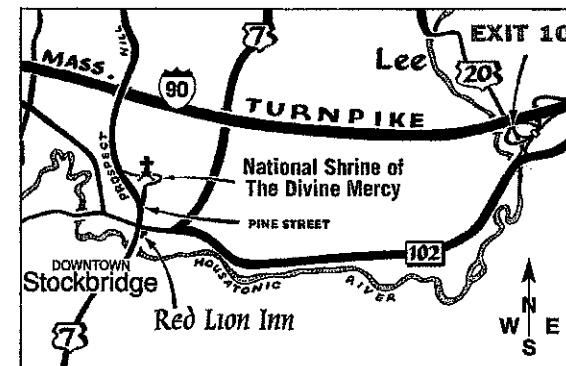 HILL
7
EXIT 10
MASS.
Lee
20
90
TURNPIKE
PROSPECT
National Shrine of
The Divine Mercy
PINE STREET
102
DOWNTOWN
Stockbridge
HOUSATONIC
RIVER
Red Lion Inn
7
N
W
E
S